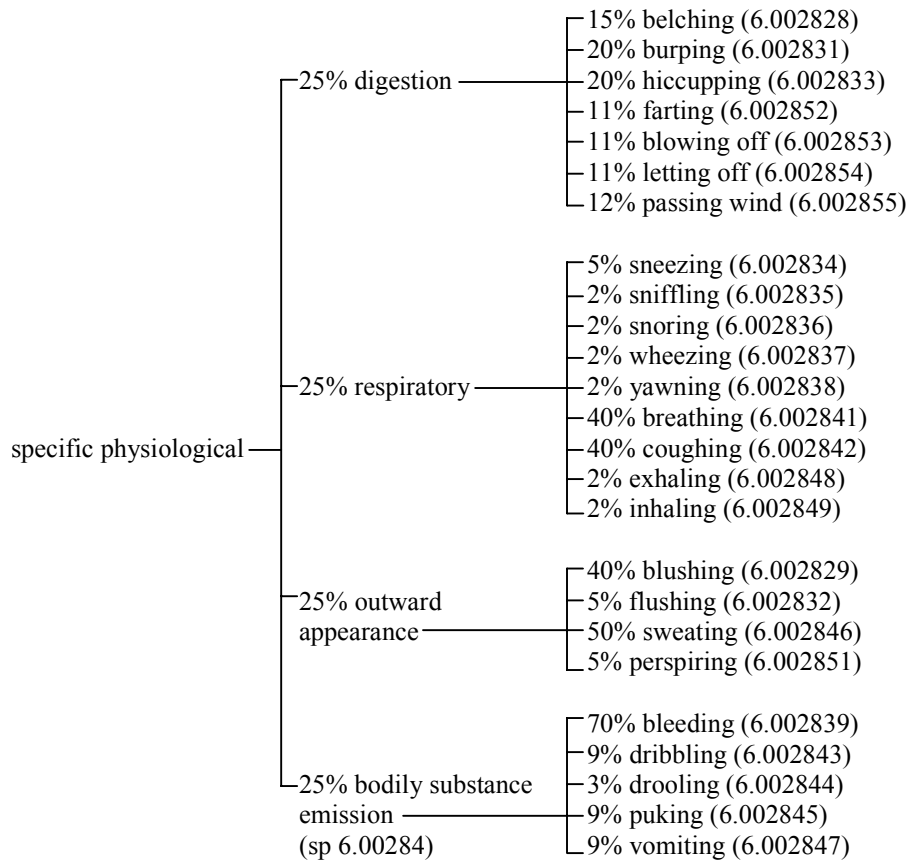 15% belching (6.002828)
20% burping (6.002831)
25% digestion
20% hiccupping (6.002833)
11% farting (6.002852)
11% blowing off (6.002853)
11% letting off (6.002854)
12% passing wind (6.002855)
5% sneezing (6.002834)
2% sniffling (6.002835)
2% snoring (6.002836)
2% wheezing (6.002837)
25% respiratory
2% yawning (6.002838)
40% breathing (6.002841)
specific physiological
40% coughing (6.002842)
2% exhaling (6.002848)
2% inhaling (6.002849)
25% outward
appearance
40% blushing (6.002829)
5% flushing (6.002832)
50% sweating (6.002846)
5% perspiring (6.002851)
25% bodily substance
emission
(sp 6.00284)
70% bleeding (6.002839)
9% dribbling (6.002843)
3% drooling (6.002844)
9% puking (6.002845)
9% vomiting (6.002847)